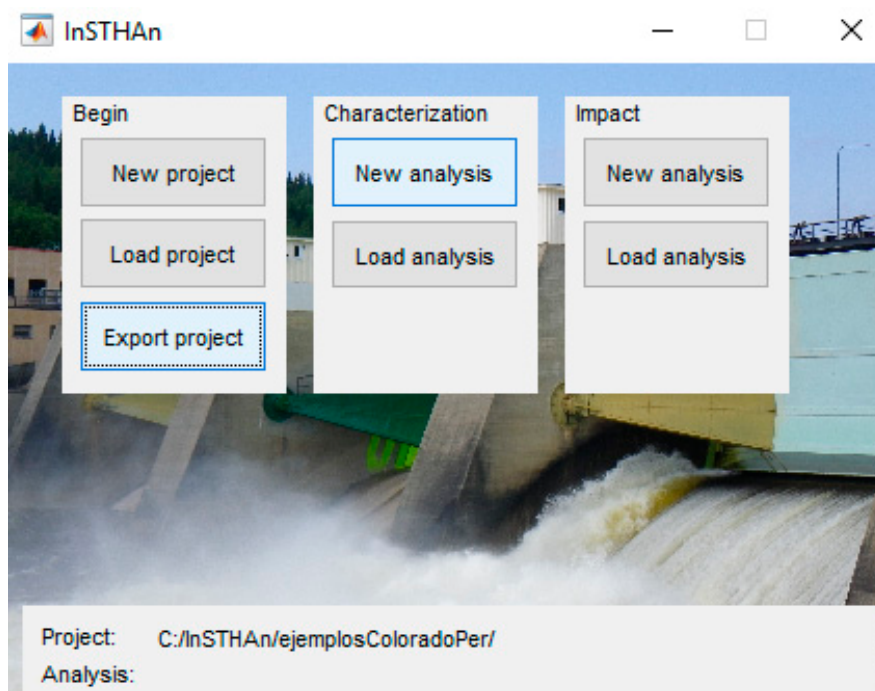 InSTHAn
Begin
New project
Load project
Export project
Characterization
New analysis
Load analysis
Impact
New analysis
Load analysis
Project: C:/InSTHAn/ejemplosColoradoPer/
Analysis: